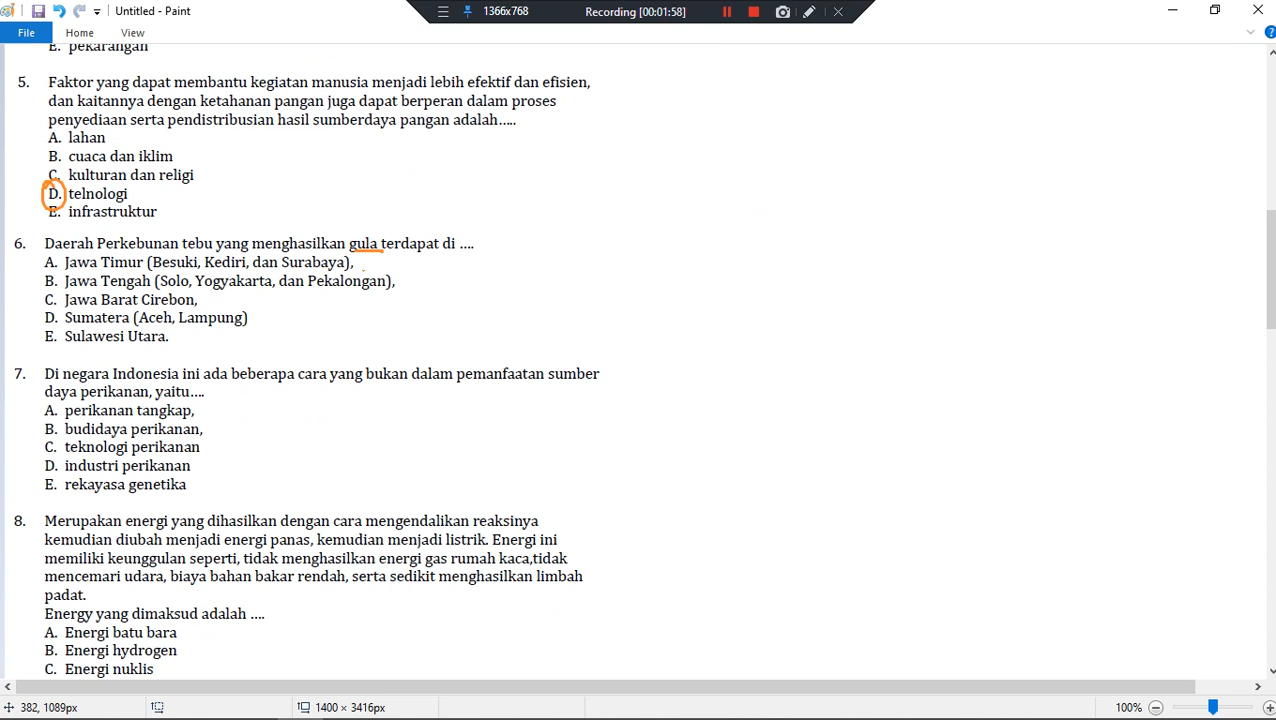 Untitled - Paint
1366x768
Recording [00:01:58]
File
Home
View
E. pekarangan
5. Faktor yang dapat membantu kegiatan manusia menjadi lebih efektif dan efisien,
dan kaitannya dengan ketahanan pangan juga dapat berperan dalam proses
penyediaan serta pendistribusian hasil sumberdaya pangan adalah.....
A. lahan
B. cuaca dan iklim
C. kulturan dan religi
D. telnologi
E. infrastruktur
6. Daerah Perkebunan tebu yang menghasilkan gula terdapat di ....
A. Jawa Timur (Besuki, Kediri, dan Surabaya),
B. Jawa Tengah (Solo, Yogyakarta, dan Pekalongan),
C. Jawa Barat Cirebon,
D. Sumatera (Aceh, Lampung)
E. Sulawesi Utara.
7. Di negara Indonesia ini ada beberapa cara yang bukan dalam pemanfaatan sumber
daya perikanan, yaitu....
A. perikanan tangkap,
B. budidaya perikanan,
C. teknologi perikanan
D. industri perikanan
E. rekayasa genetika
8. Merupakan energi yang dihasilkan dengan cara mengendalikan reaksinya
kemudian diubah menjadi energi panas, kemudian menjadi listrik. Energi ini
memiliki keunggulan seperti, tidak menghasilkan energi gas rumah kaca,tidak
mencemari udara, biaya bahan bakar rendah, serta sedikit menghasilkan limbah
padat.
Energy yang dimaksud adalah ....
A. Energi batu bara
B. Energi hydrogen
C. Energi nuklis
382, 1089px
1400 × 3416px
100%